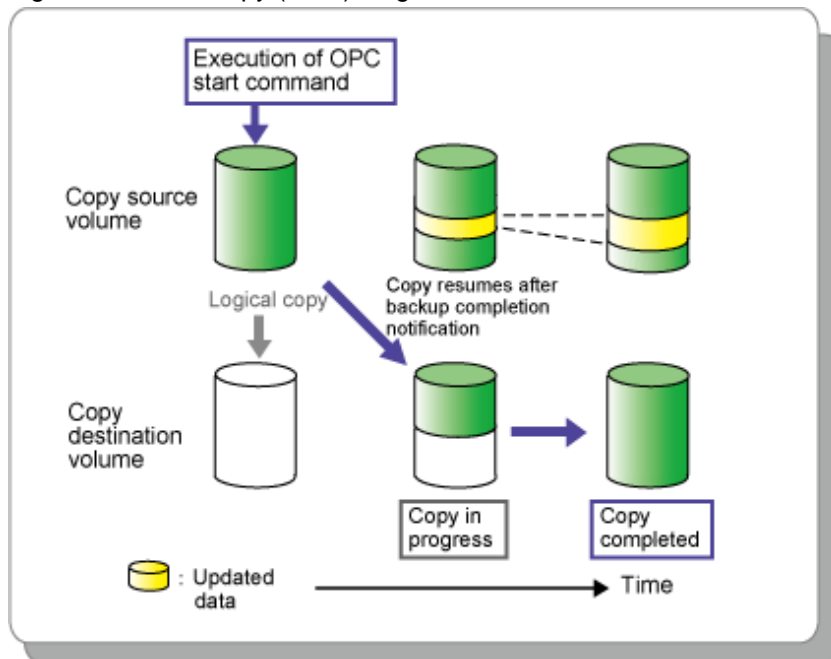 Execution of OPC
start command
Copy source
volume
Copy resumes after
backup completion
notification
Logical copy
Copy
destination
volume
Copy in
progress
Copy
completed
: Updated
data
Time